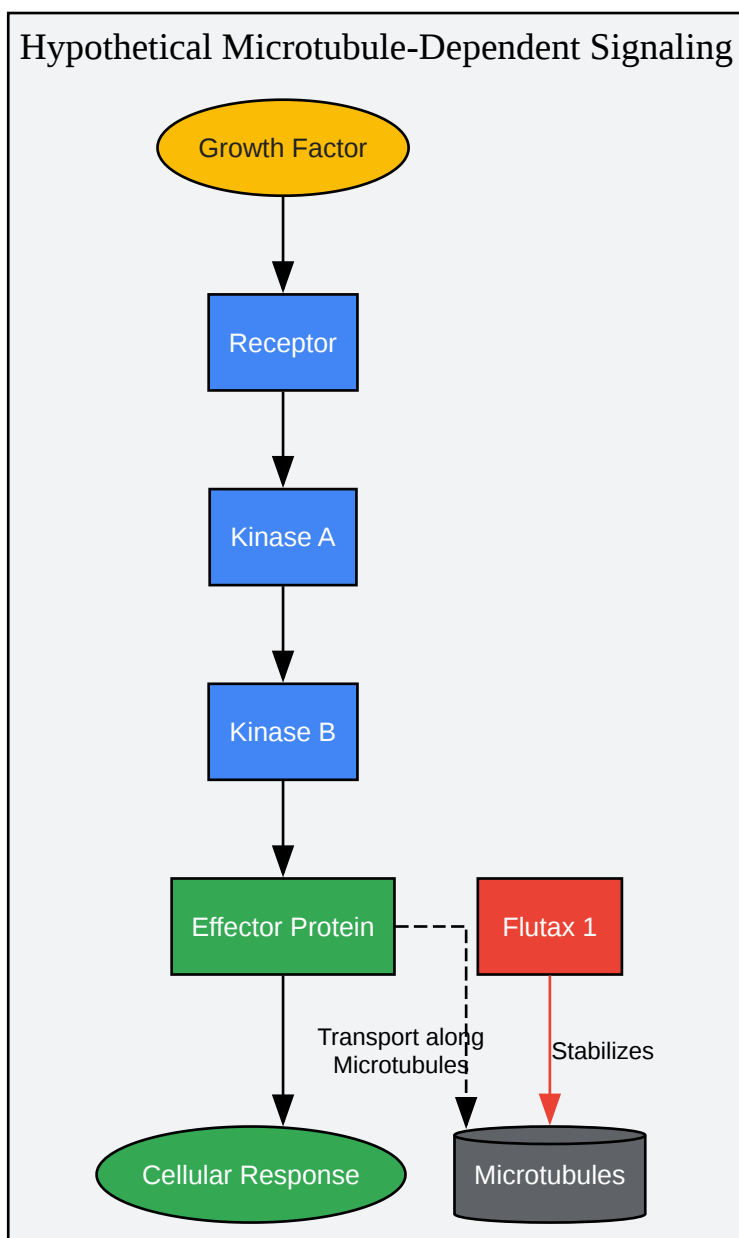 Hypothetical Microtubule-Dependent Signaling
Growth Factor
Receptor
Kinase A
Kinase B
Effector Protein
Flutax 1
Transport along
Microtubules
Stabilizes
Cellular Response
Microtubules